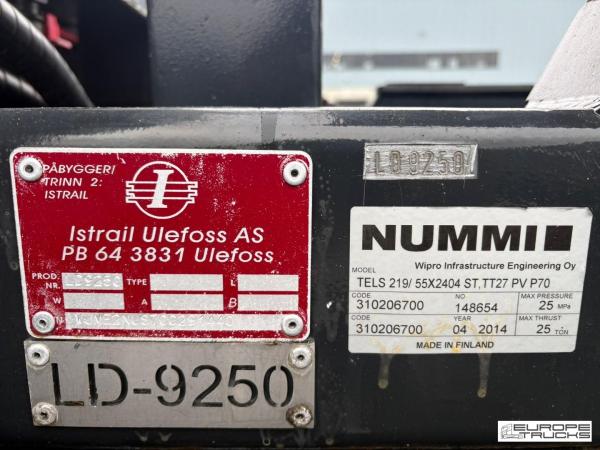 PÅBYGGER/
TRINN 2:
ISTRAIL
Istrail Ulefoss AS
PB 64 3831 Ulefoss
PROD. NR. LD9250 TYPE L
W A B
LD-9250
LD9250
NUMMI
Wipro Infrastructure Engineering Oy
MODEL
TELS 219/ 55X2404 ST,TT27 PV P70
CODE NO MAX PRESSURE
310206700 148654 25 MPa
CODE YEAR MAX THRUST
310206700 04 2014 25 TON
MADE IN FINLAND
EUROPE
TRUCKS